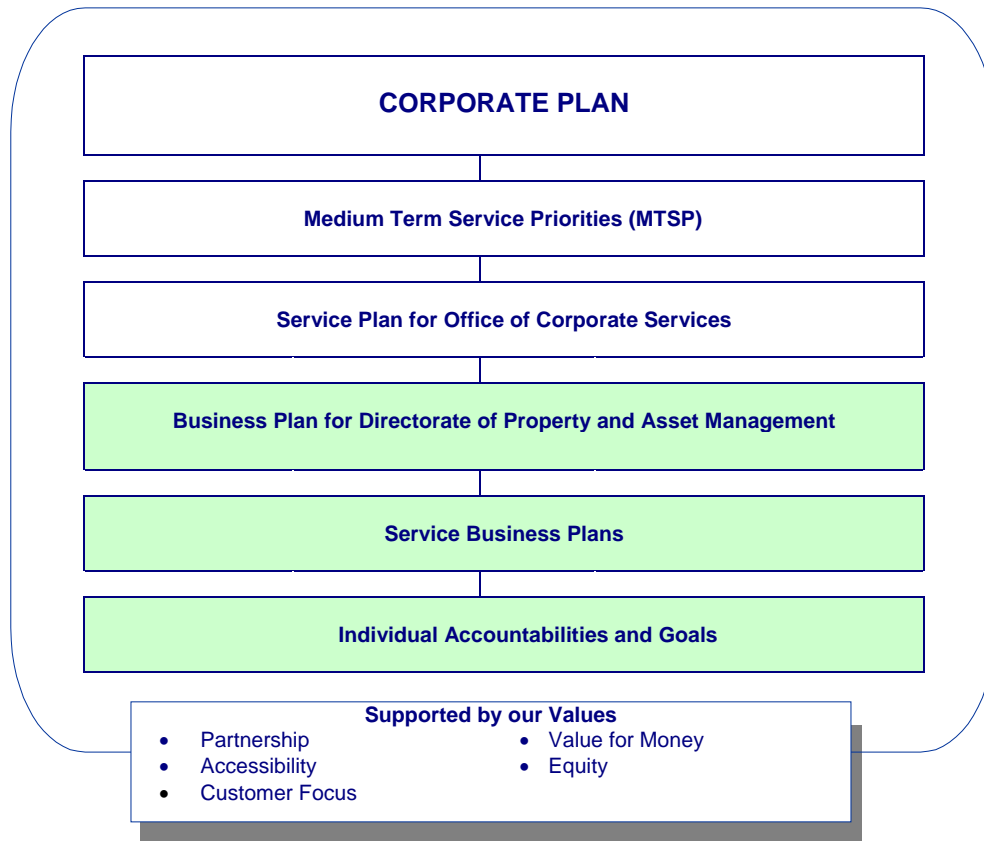 CORPORATE PLAN
Medium Term Service Priorities (MTSP)
Service Plan for Office of Corporate Services
Business Plan for Directorate of Property and Asset Management
Service Business Plans
Individual Accountabilities and Goals
Supported by our Values
• Partnership
• Accessibility
• Customer Focus
• Value for Money
• Equity